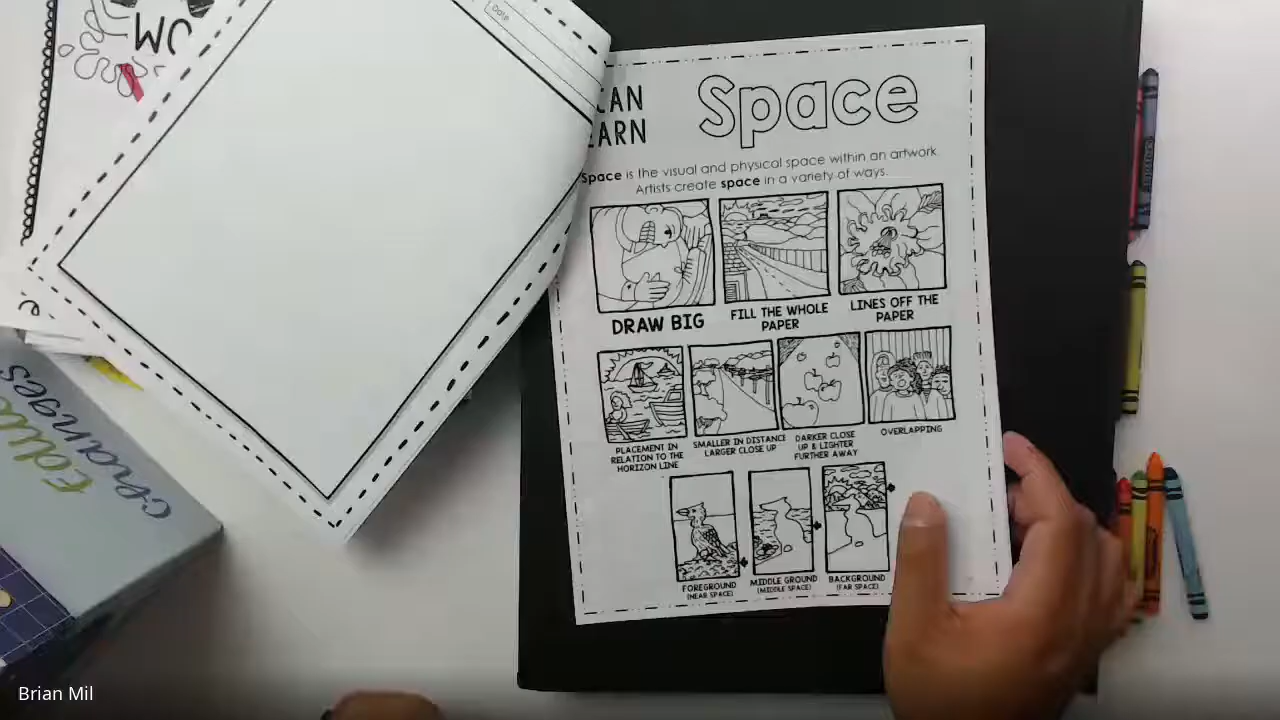 Date
CAN
EARN
Space
Space is the visual and physical space within an artwork.
Artists create space in a variety of ways.
DRAW BIG
FILL THE WHOLE
PAPER
LINES OFF THE
PAPER
PLACEMENT IN
RELATION TO THE
HORIZON LINE
SMALLER IN DISTANCE
LARGER CLOSE UP
DARKER CLOSE
UP & LIGHTER
FURTHER AWAY
OVERLAPPING
FOREGROUND
(NEAR SPACE)
MIDDLE GROUND
(MIDDLE SPACE)
BACKGROUND
(FAR SPACE)
changes
Brian Mil